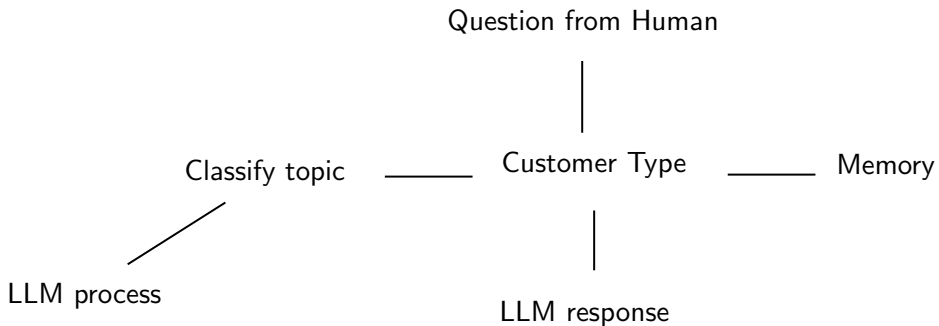 Question from Human
Classify topic
Customer Type
Memory
LLM process
LLM response